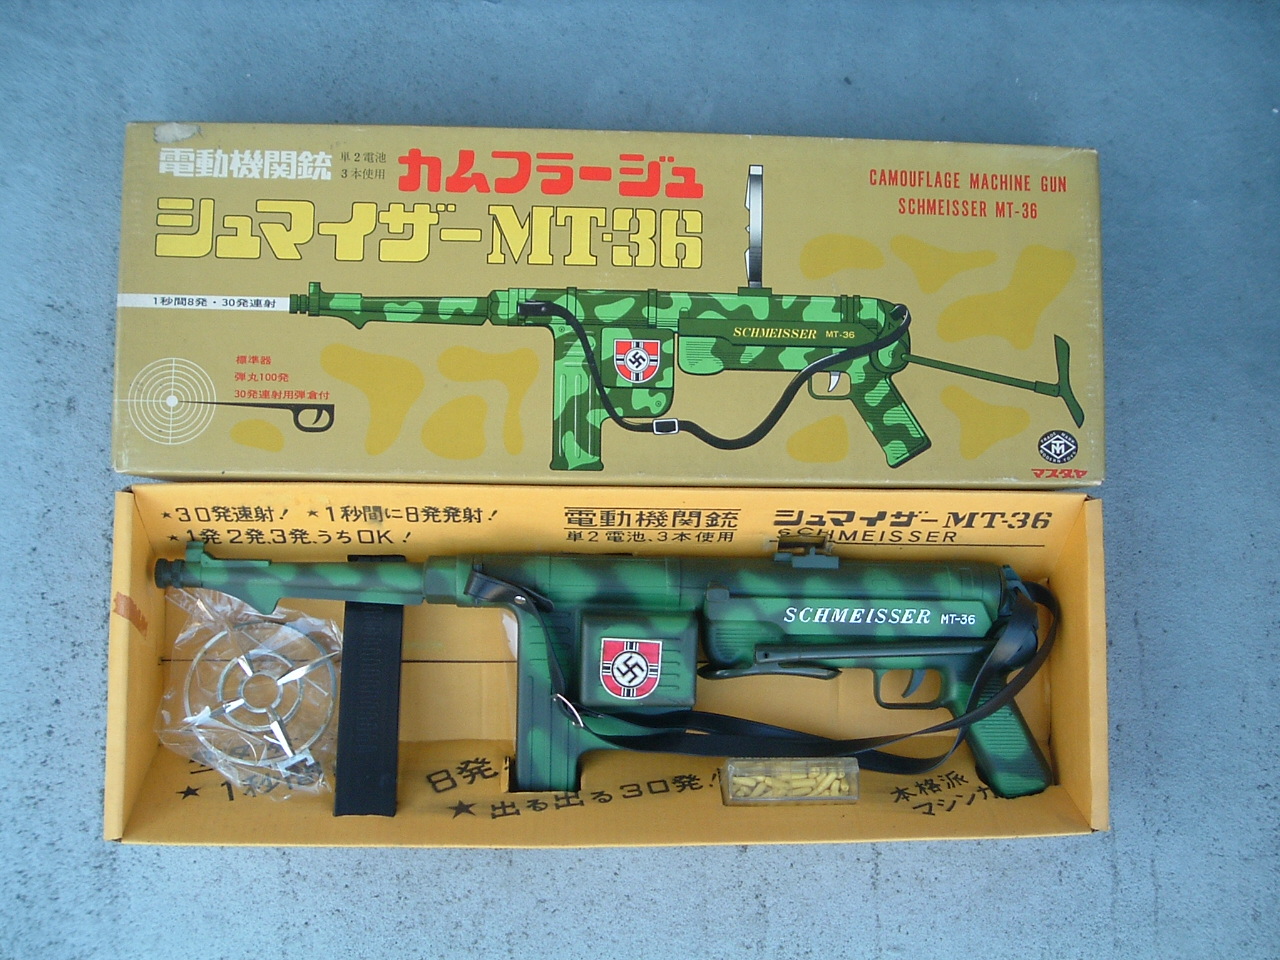 電動機関銃
単2電池
3本使用
カムフラージュ
シュマイザーMT-36
CAMOUFLAGE MACHINE GUN
SCHMEISSER MT-36
1秒間8発・30発連射
標準器
弾丸100発
30発連射用弾倉付
SCHMEISSER MT-36
マスダヤ
★30発速射! ★1秒間に8発発射!
★1発2発3発うちOK!
電動機関銃
単2電池、3本使用
シュマイザーMT-36
SCHMEISSER
SCHMEISSER MT-36
★1秒
8発
★出る出る30発!
本格派
マシンガ